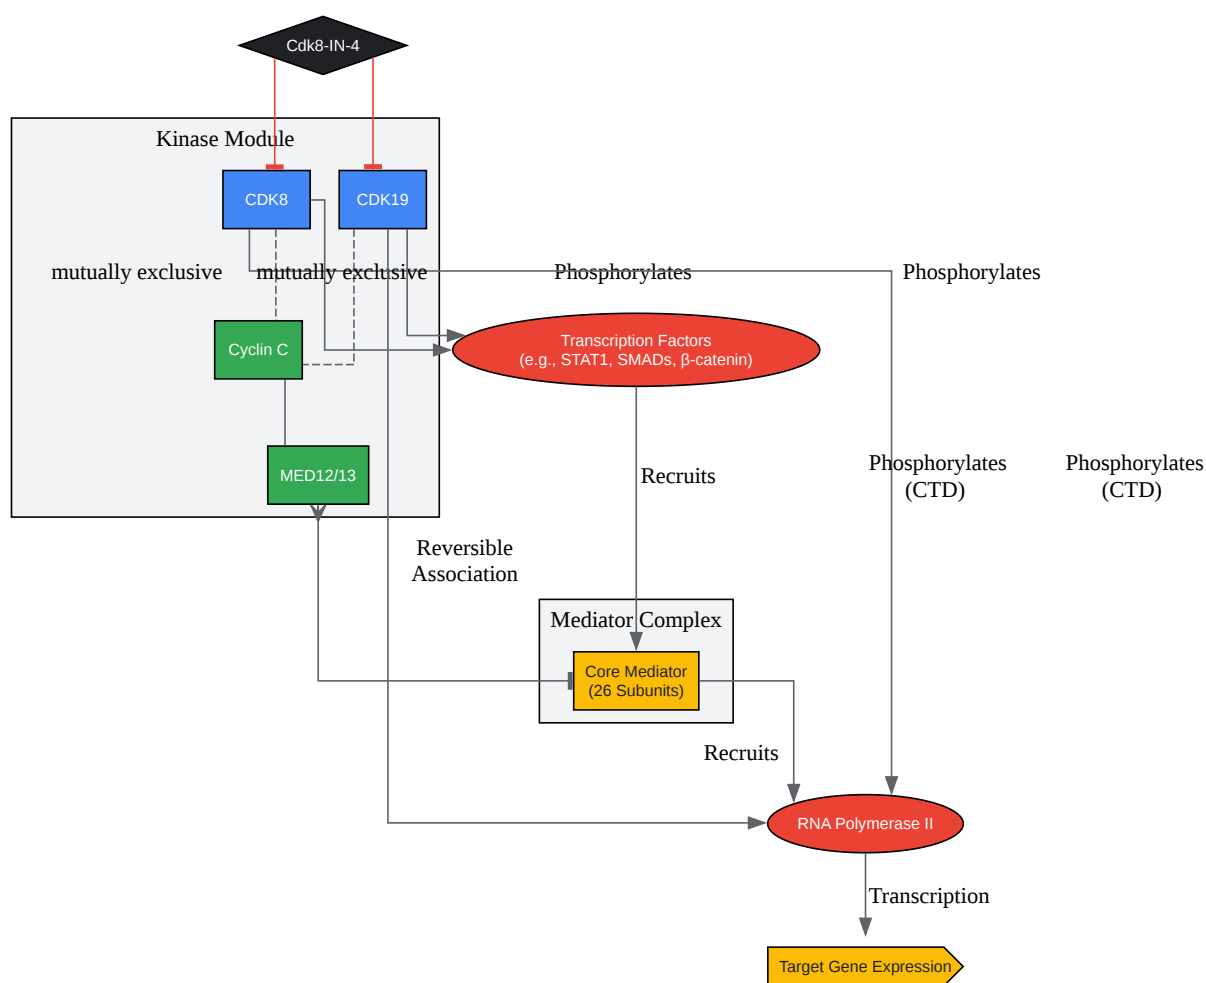 Cdk8-IN-4
Kinase Module
CDK8
CDK19
mutually exclusive
mutually exclusive
Phosphorylates
Phosphorylates
Cyclin C
Transcription Factors
(e.g., STAT1, SMADs, β-catenin)
MED12/13
Recruits
Phosphorylates
(CTD)
Phosphorylates
(CTD)
Reversible
Association
Mediator Complex
Core Mediator
(26 Subunits)
Recruits
RNA Polymerase II
Transcription
Target Gene Expression